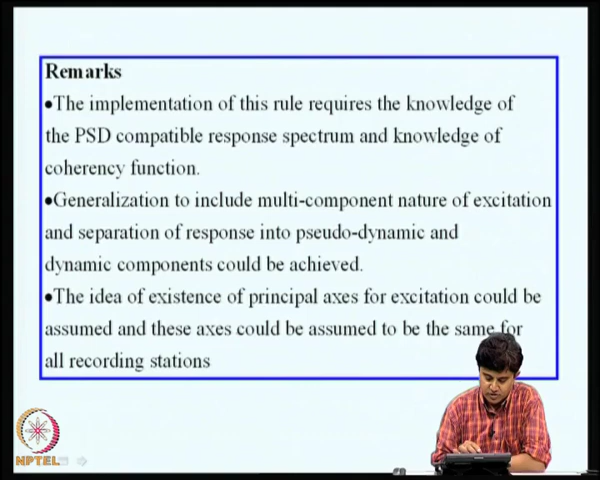 Remarks
•The implementation of this rule requires the knowledge of
the PSD compatible response spectrum and knowledge of
coherency function.
•Generalization to include multi-component nature of excitation
and separation of response into pseudo-dynamic and
dynamic components could be achieved.
•The idea of existence of principal axes for excitation could be
assumed and these axes could be assumed to be the same for
all recording stations
NPTEL